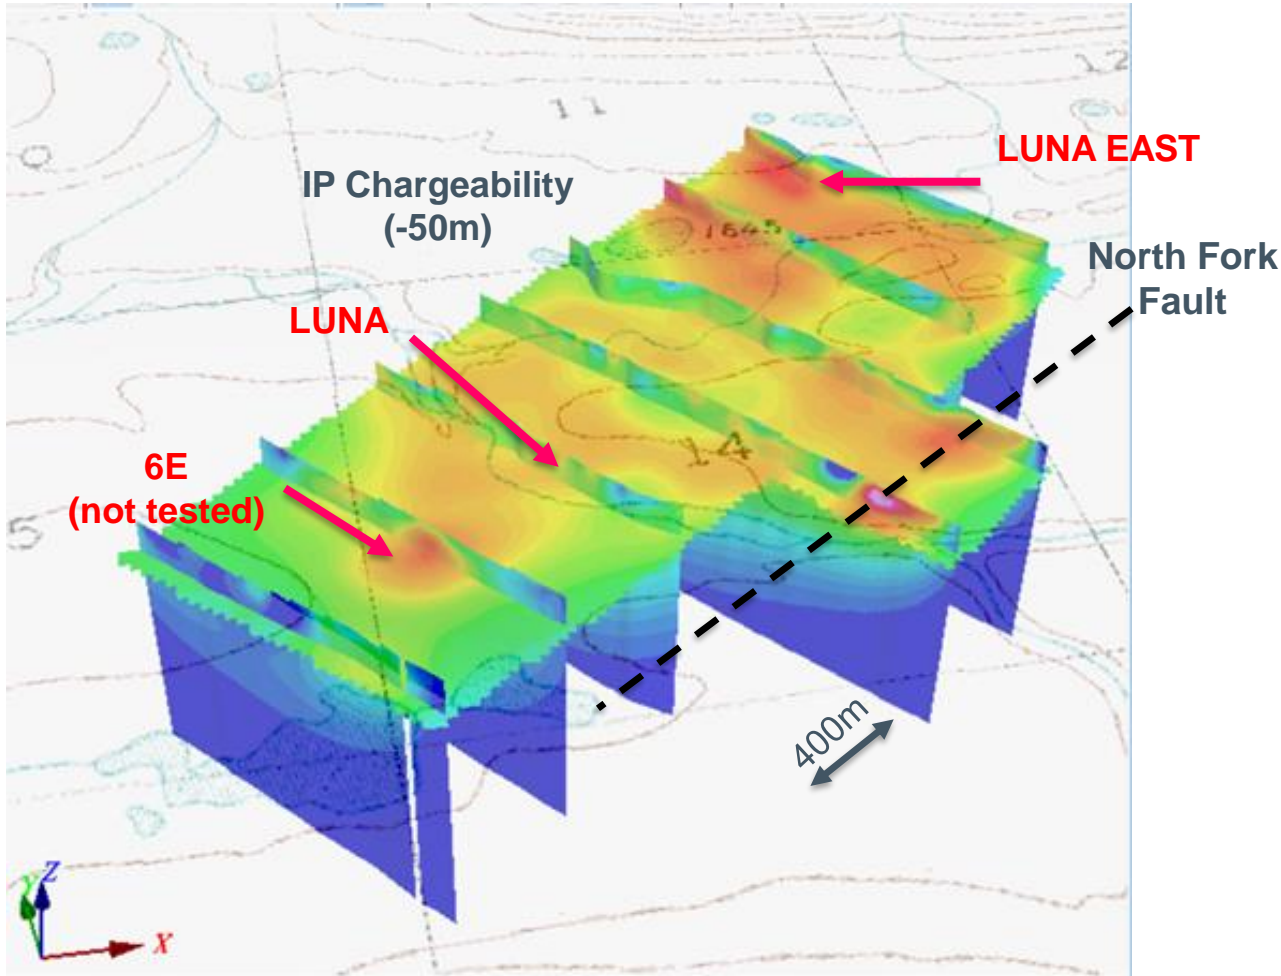 12
11
LUNA EAST
IP Chargeability
(-50m)
1645
North Fork
Fault
LUNA
14
6E
(not tested)
5
400m
Z
Y
X